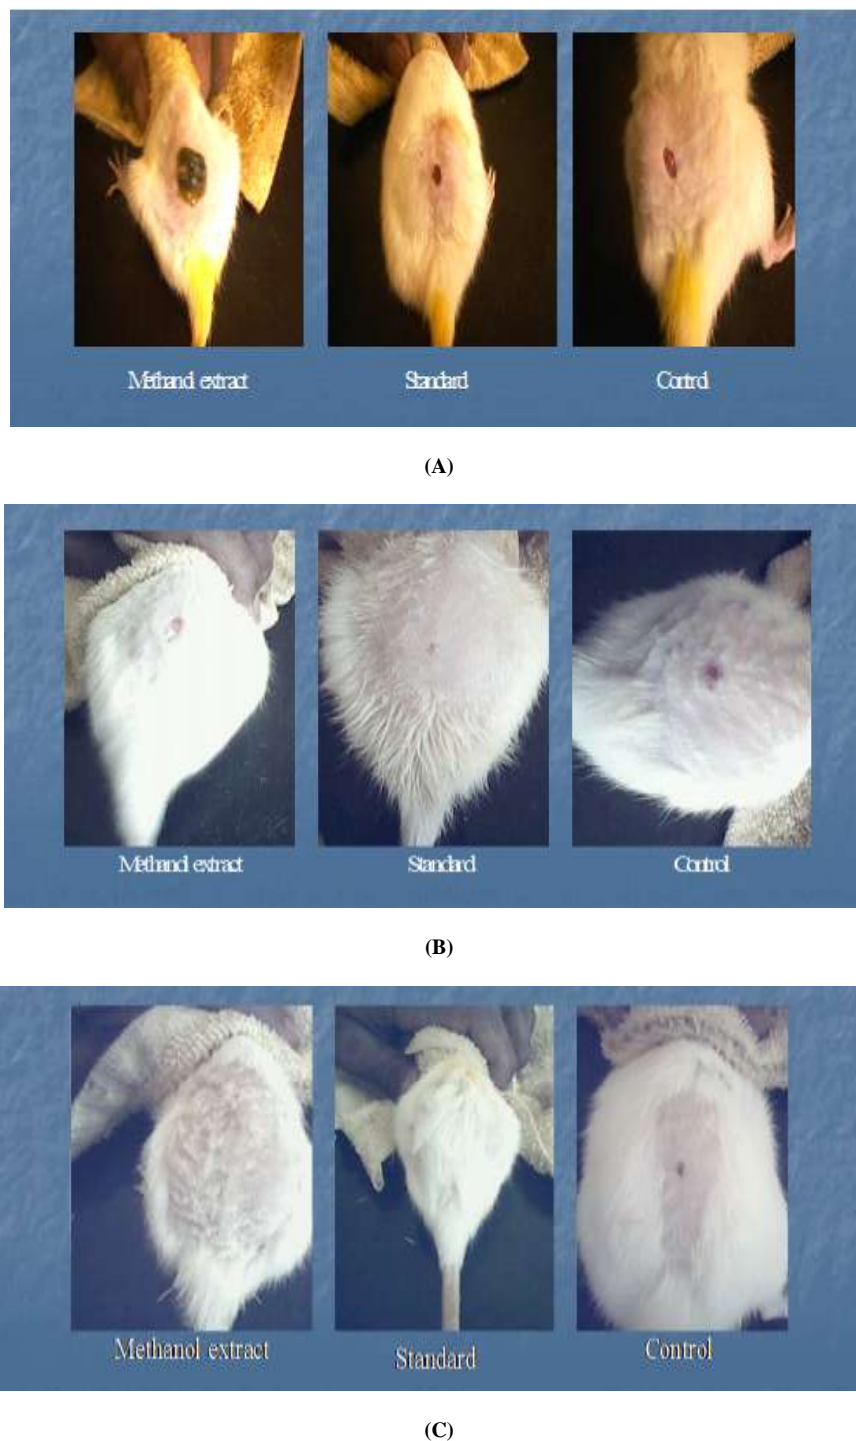 Methanol extract Standard Control
(A)
Methanol extract Standard Control
(B)
Methanol extract Standard Control
(C)